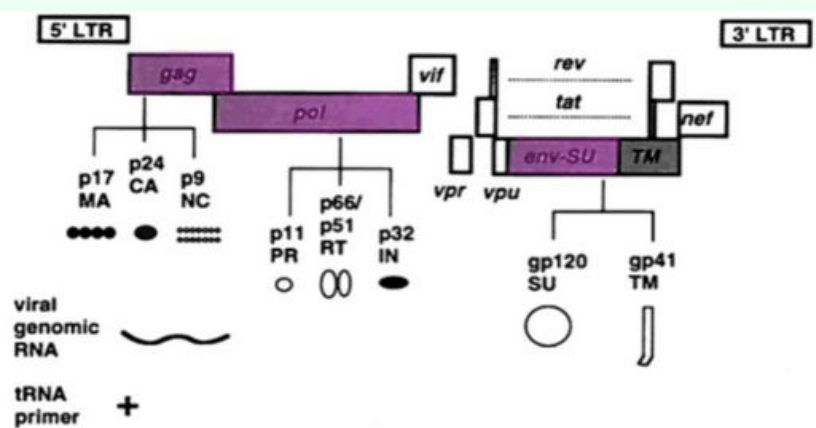 5' LTR
3' LTR
gag
vif
rev
pol
tat
nef
env-SU
TM
vpr
vpu
p17
MA
p24
CA
p9
NC
p11
PR
p66/
p51
RT
p32
IN
gp120
SU
gp41
TM
viral
genomic
RNA
tRNA
primer